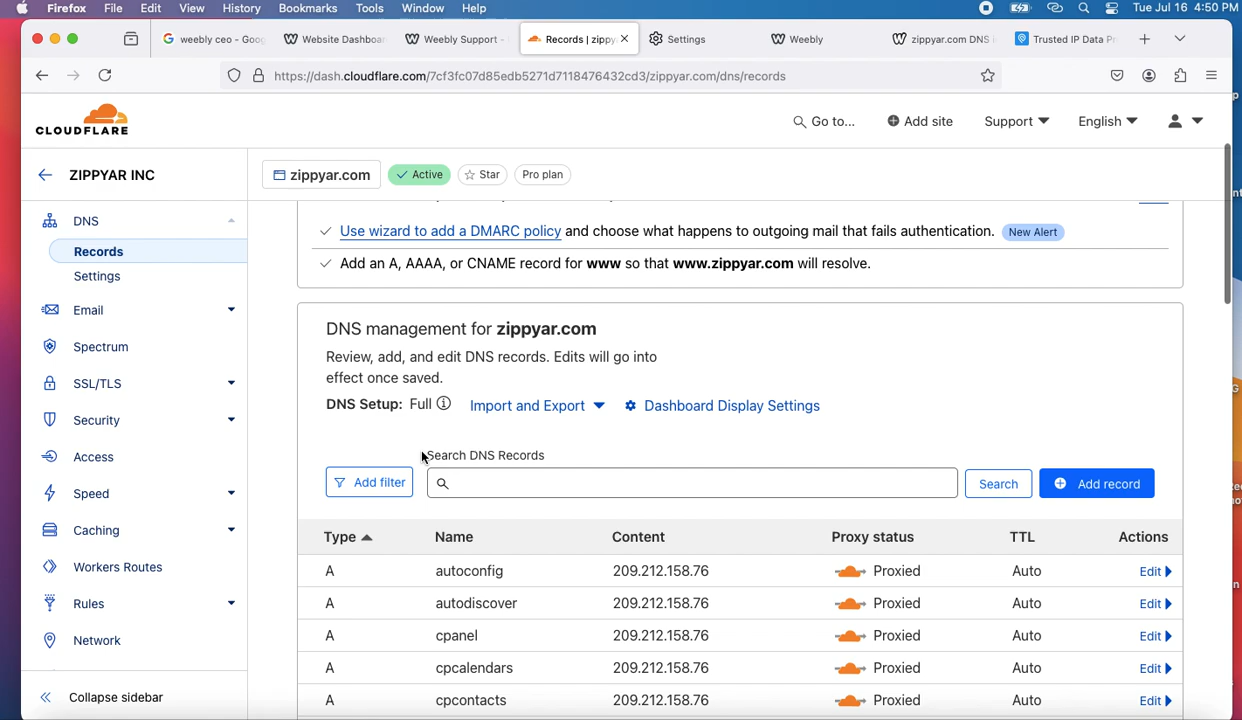 Firefox File Edit View History Bookmarks Tools Window Help Tue Jul 16 4:50 PM
weebly ceo - Goog Website Dashboar Weebly Support - Records | zippy Settings Weebly zippyar.com DNS Trusted IP Data Pr
https://dash.cloudflare.com/7cf3fc07d85edb5271d7118476432cd3/zippyar.com/dns/records
CLOUDFLARE
Go to... Add site Support English
ZIPPYAR INC
zippyar.com Active Star Pro plan
DNS
Records
Settings
Email
Spectrum
SSL/TLS
Security
Access
Speed
Caching
Workers Routes
Rules
Network
Collapse sidebar
Use wizard to add a DMARC policy and choose what happens to outgoing mail that fails authentication. New Alert
Add an A, AAAA, or CNAME record for www so that www.zippyar.com will resolve.
DNS management for zippyar.com
Review, add, and edit DNS records. Edits will go into
effect once saved.
DNS Setup: Full Import and Export Dashboard Display Settings
Search DNS Records
Add filter Search Add record
Type Name Content Proxy status TTL Actions
A autoconfig 209.212.158.76 Proxied Auto Edit
A autodiscover 209.212.158.76 Proxied Auto Edit
A cpanel 209.212.158.76 Proxied Auto Edit
A cpcalendars 209.212.158.76 Proxied Auto Edit
A cpcontacts 209.212.158.76 Proxied Auto Edit